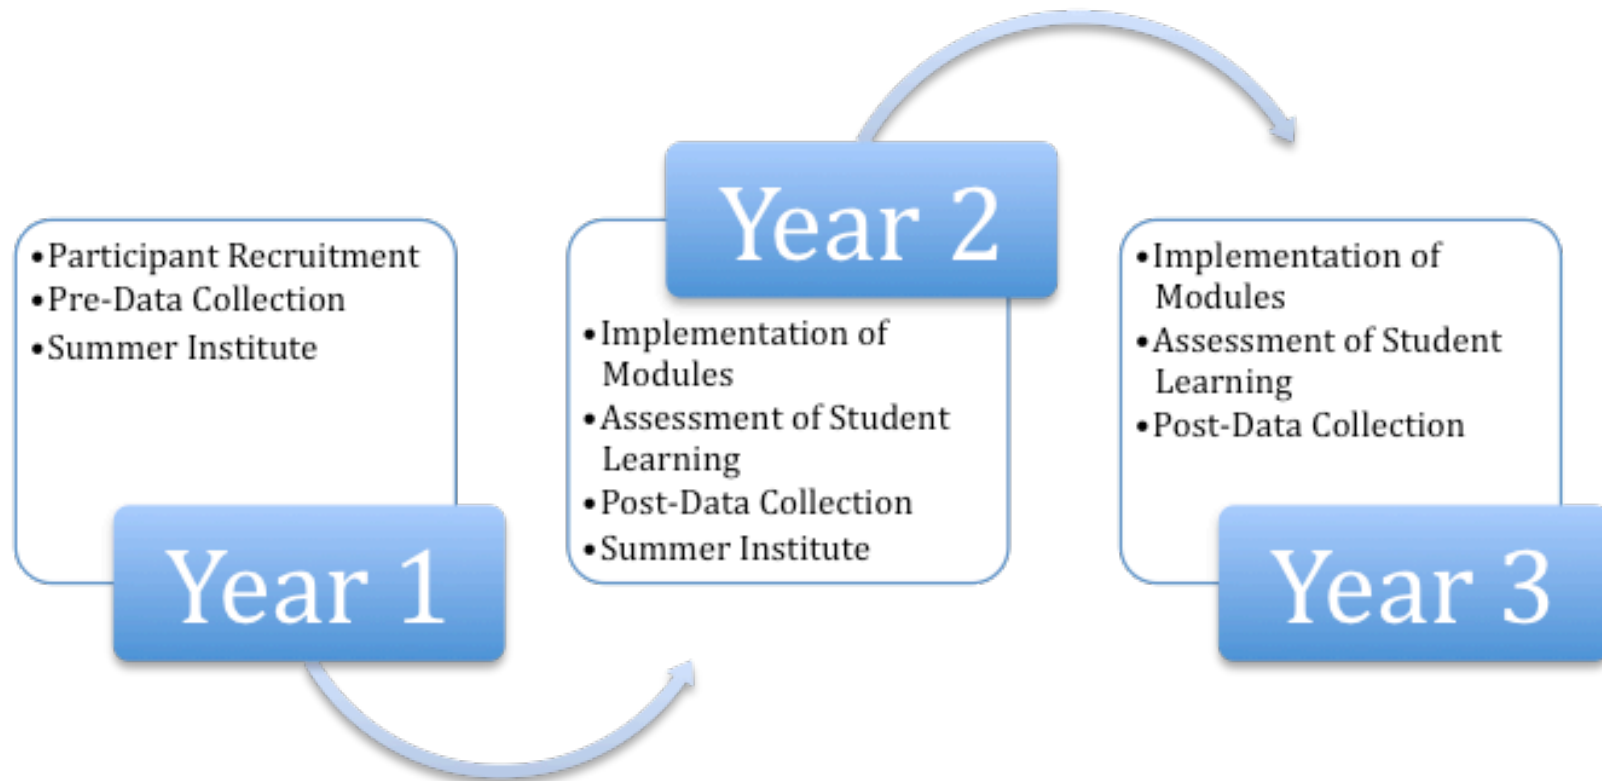 •Participant Recruitment
•Pre-Data Collection
•Summer Institute
Year 1
Year 2
•Implementation of
Modules
•Assessment of Student
Learning
•Post-Data Collection
•Summer Institute
•Implementation of
Modules
•Assessment of Student
Learning
•Post-Data Collection
Year 3